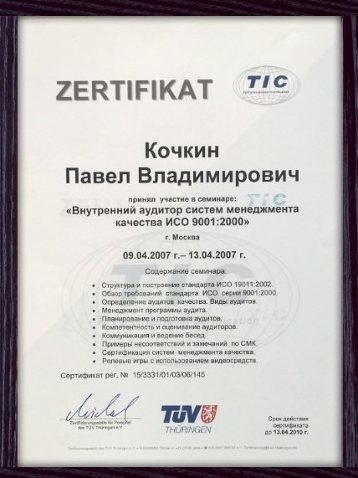 ZERTIFIKAT
TIC
Кочкин
Павел Владимирович
принял участие в семинаре:
«Внутренний аудитор систем менеджмента
качества ИСО 9001:2000»
г. Москва
09.04.2007 г.– 13.04.2007 г.
Содержание семинара:
• Структура и построение стандарта ИСО 19011:2002.
• Обзор требований стандарта ИСО серии 9001:2000.
• Определение аудитов качества. Виды аудитов.
• Менеджмент программы аудита.
• Планирование и подготовка аудитов.
• Компетентность и оценивание аудиторов.
• Коммуникация и ведение бесед.
• Примеры несоответствий и замечаний по СМК.
• Сертификация систем менеджмента качества.
• Ролевые игры с использованием видеосредств.
Сертификат рег. № 15/3331/01/03/06/145
Zertifizierungsstelle für Personal
des TÜV Thüringen e.V.
TÜV
THÜRINGEN
Срок действия
сертификата
до 13.04.2010 г.